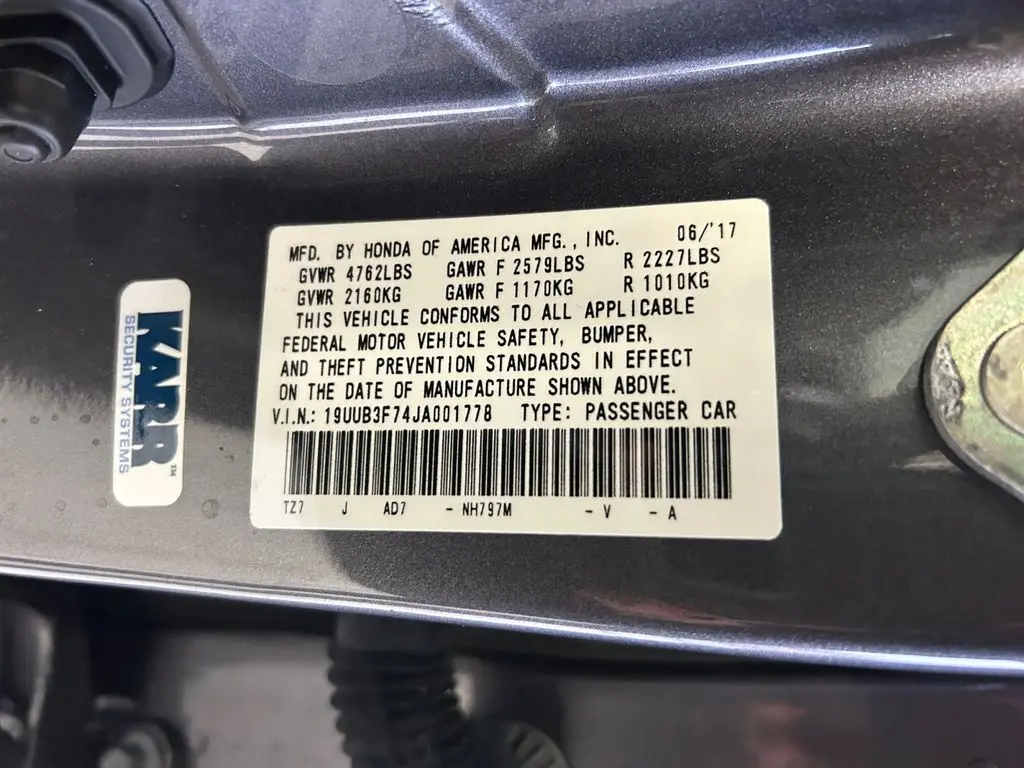 MFD. BY HONDA OF AMERICA MFG., INC. 06/'17
GVWR 4762LBS GAWR F 2579LBS R 2227LBS
GVWR 2160KG GAWR F 1170KG R 1010KG
THIS VEHICLE CONFORMS TO ALL APPLICABLE
FEDERAL MOTOR VEHICLE SAFETY, BUMPER,
AND THEFT PREVENTION STANDARDS IN EFFECT
ON THE DATE OF MANUFACTURE SHOWN ABOVE.
V.I.N.: 19UUB3F74JA001778 TYPE: PASSENGER CAR
TZ7 J AD7 - NH797M - V - A
KARR™
SECURITY SYSTEMS